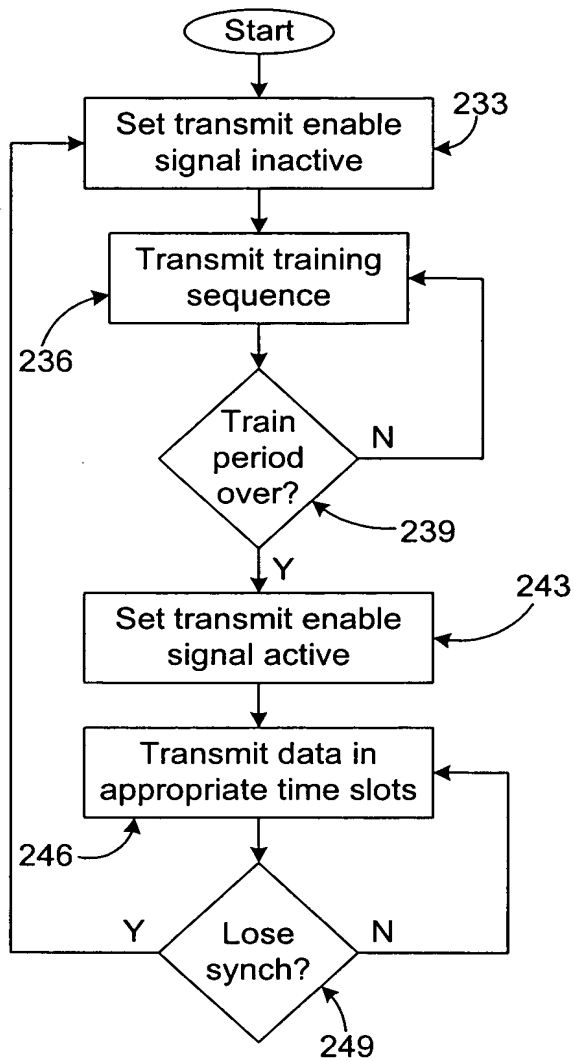 Start
233
Set transmit enable
signal inactive
Transmit training
sequence
236
Train
period
over?
N
239
Y
243
Set transmit enable
signal active
Transmit data in
appropriate time slots
246
Y
Lose
synch?
N
249